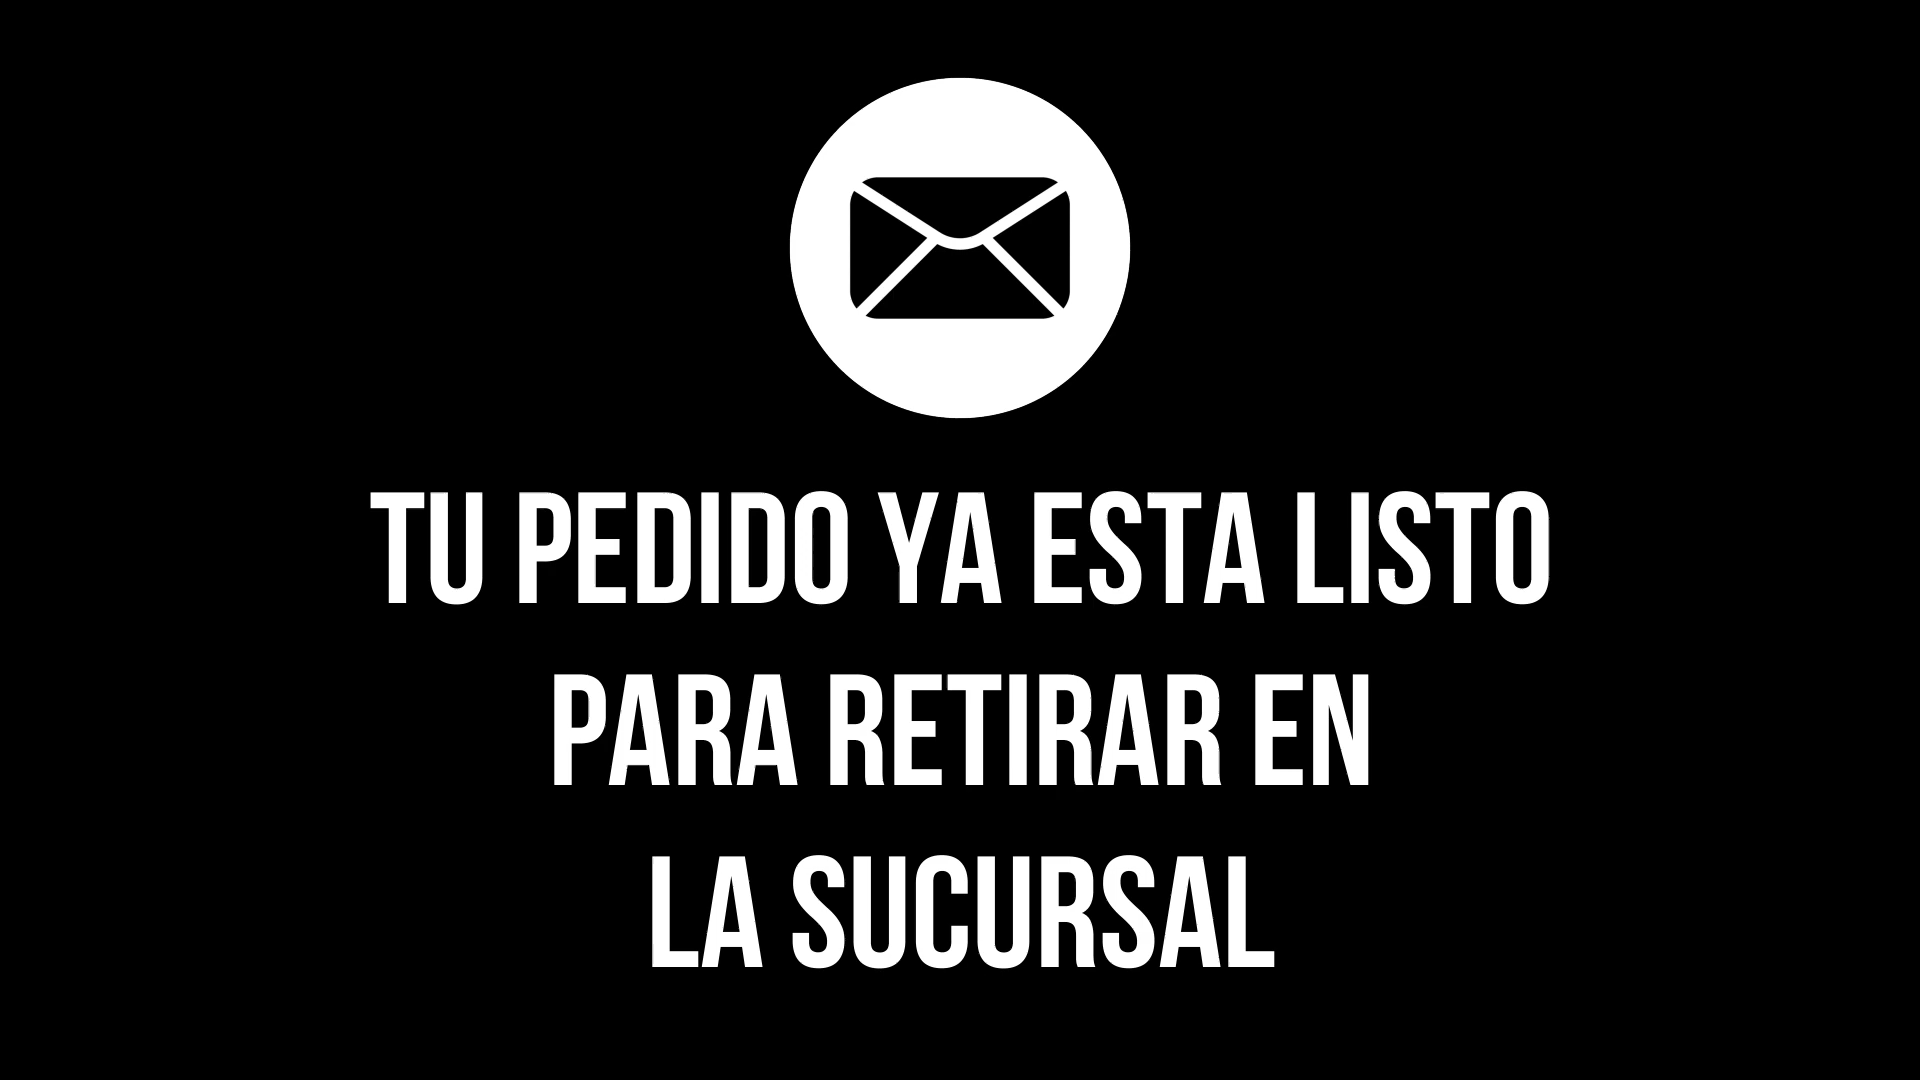 TU PEDIDO YA ESTA LISTO
PARA RETIRAR EN
LA SUCURSAL